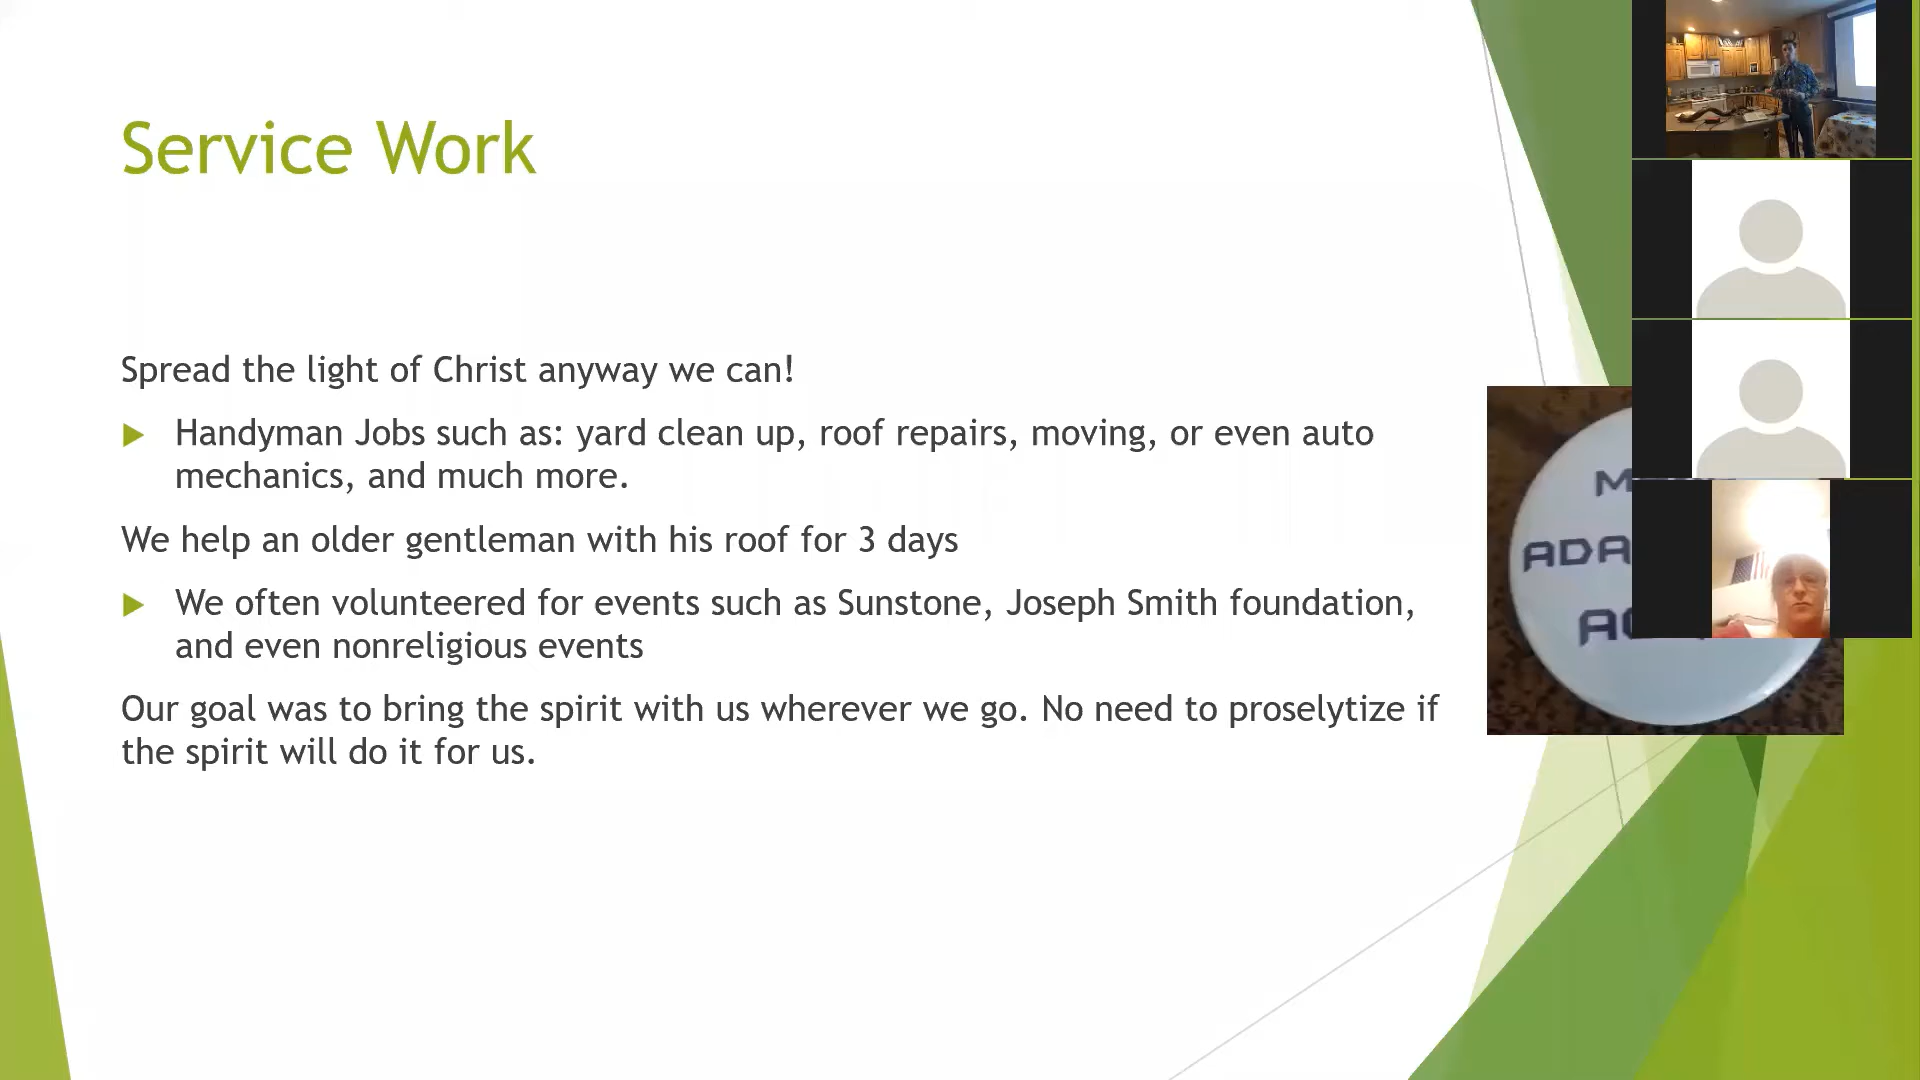 Service Work
Spread the light of Christ anyway we can!
Handyman Jobs such as: yard clean up, roof repairs, moving, or even auto
mechanics, and much more.
We help an older gentleman with his roof for 3 days
We often volunteered for events such as Sunstone, Joseph Smith foundation,
and even nonreligious events
Our goal was to bring the spirit with us wherever we go. No need to proselytize if
the spirit will do it for us.